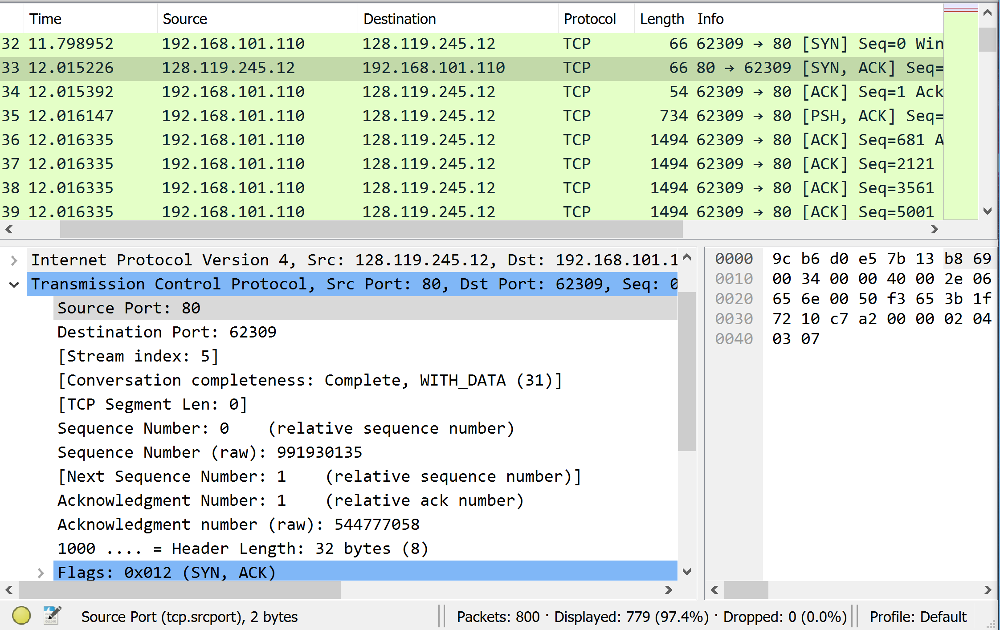 Time Source Destination Protocol Length Info
32 11.798952 192.168.101.110 128.119.245.12 TCP 66 62309 → 80 [SYN] Seq=0 Win
33 12.015226 128.119.245.12 192.168.101.110 TCP 66 80 → 62309 [SYN, ACK] Seq=
34 12.015392 192.168.101.110 128.119.245.12 TCP 54 62309 → 80 [ACK] Seq=1 Ack
35 12.016147 192.168.101.110 128.119.245.12 TCP 734 62309 → 80 [PSH, ACK] Seq=
36 12.016335 192.168.101.110 128.119.245.12 TCP 1494 62309 → 80 [ACK] Seq=681 A
37 12.016335 192.168.101.110 128.119.245.12 TCP 1494 62309 → 80 [ACK] Seq=2121
38 12.016335 192.168.101.110 128.119.245.12 TCP 1494 62309 → 80 [ACK] Seq=3561
39 12.016335 192.168.101.110 128.119.245.12 TCP 1494 62309 → 80 [ACK] Seq=5001
Internet Protocol Version 4, Src: 128.119.245.12, Dst: 192.168.101.1
Transmission Control Protocol, Src Port: 80, Dst Port: 62309, Seq: 0
Source Port: 80
Destination Port: 62309
[Stream index: 5]
[Conversation completeness: Complete, WITH_DATA (31)]
[TCP Segment Len: 0]
Sequence Number: 0 (relative sequence number)
Sequence Number (raw): 991930135
[Next Sequence Number: 1 (relative sequence number)]
Acknowledgment Number: 1 (relative ack number)
Acknowledgment number (raw): 544777058
1000 .... = Header Length: 32 bytes (8)
Flags: 0x012 (SYN, ACK)
0000 9c b6 d0 e5 7b 13 b8 69
0010 00 34 00 00 40 00 2e 06
0020 65 6e 00 50 f3 65 3b 1f
0030 72 10 c7 a2 00 00 02 04
0040 03 07
Source Port (tcp.srcport), 2 bytes
Packets: 800 · Displayed: 779 (97.4%) · Dropped: 0 (0.0%)
Profile: Default